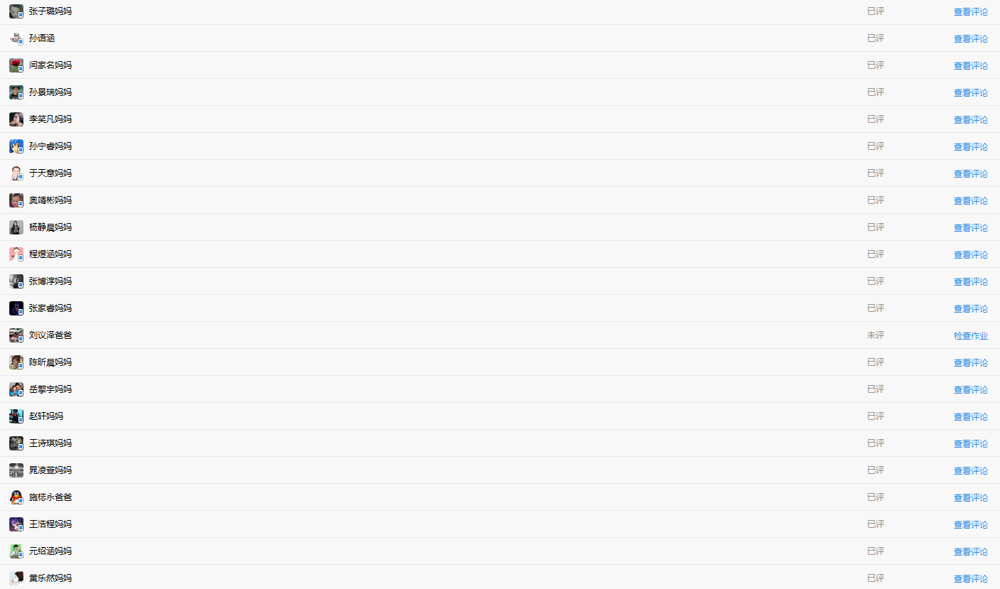 张子璐妈妈 已评 查看评论
孙语涵 已评 查看评论
闫家名妈妈 已评 查看评论
孙景瑞妈妈 已评 查看评论
李笑凡妈妈 已评 查看评论
孙宁睿妈妈 已评 查看评论
于天意妈妈 已评 查看评论
奥靖彬妈妈 已评 查看评论
杨静晨妈妈 已评 查看评论
程煜涵妈妈 已评 查看评论
张博淳妈妈 已评 查看评论
张家睿妈妈 已评 查看评论
刘议泽爸爸 未评 检查作业
陈昕晨妈妈 已评 查看评论
岳擎宇妈妈 已评 查看评论
赵轩妈妈 已评 查看评论
王诗琪妈妈 已评 查看评论
晁凌萱妈妈 已评 查看评论
施梽永爸爸 已评 查看评论
王浩程妈妈 已评 查看评论
元绍涵妈妈 已评 查看评论
黄乐然妈妈 已评 查看评论